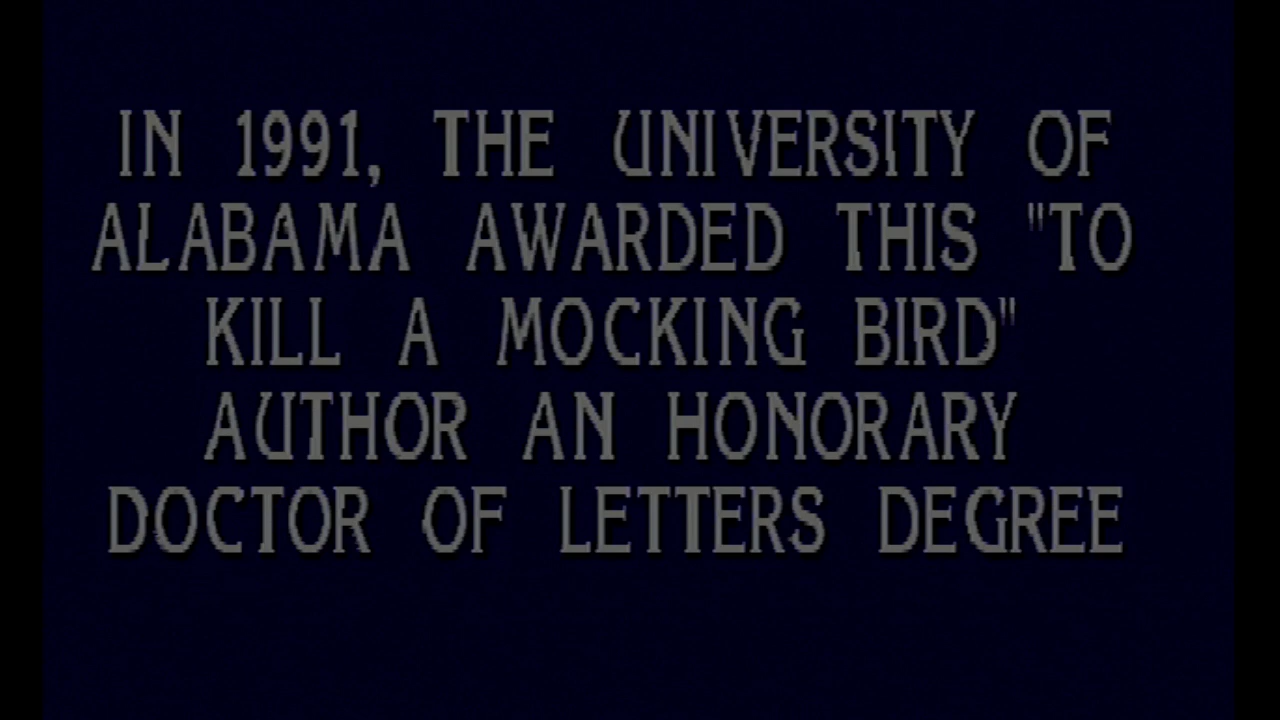 IN 1991, THE UNIVERSITY OF
ALABAMA AWARDED THIS "TO
KILL A MOCKING BIRD"
AUTHOR AN HONORARY
DOCTOR OF LETTERS DEGREE